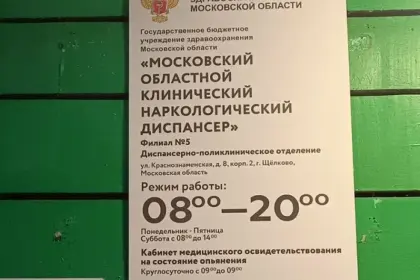 МОСКОВСКОЙ ОБЛАСТИ
Государственное бюджетное
учреждение здравоохранения
Московской области
«МОСКОВСКИЙ
ОБЛАСТНОЙ
КЛИНИЧЕСКИЙ
НАРКОЛОГИЧЕСКИЙ
ДИСПАНСЕР»
Филиал №5
Диспансерно-поликлиническое отделение
ул. Краснознаменская, д. 8, корп. 2, г. Щёлково,
Московская область
Режим работы:
08⁰⁰—20⁰⁰
Понедельник - Пятница
Суббота с 08⁰⁰ до 14⁰⁰
Кабинет медицинского освидетельствования
на состояние опьянения
Круглосуточно с 09⁰⁰ до 09⁰⁰